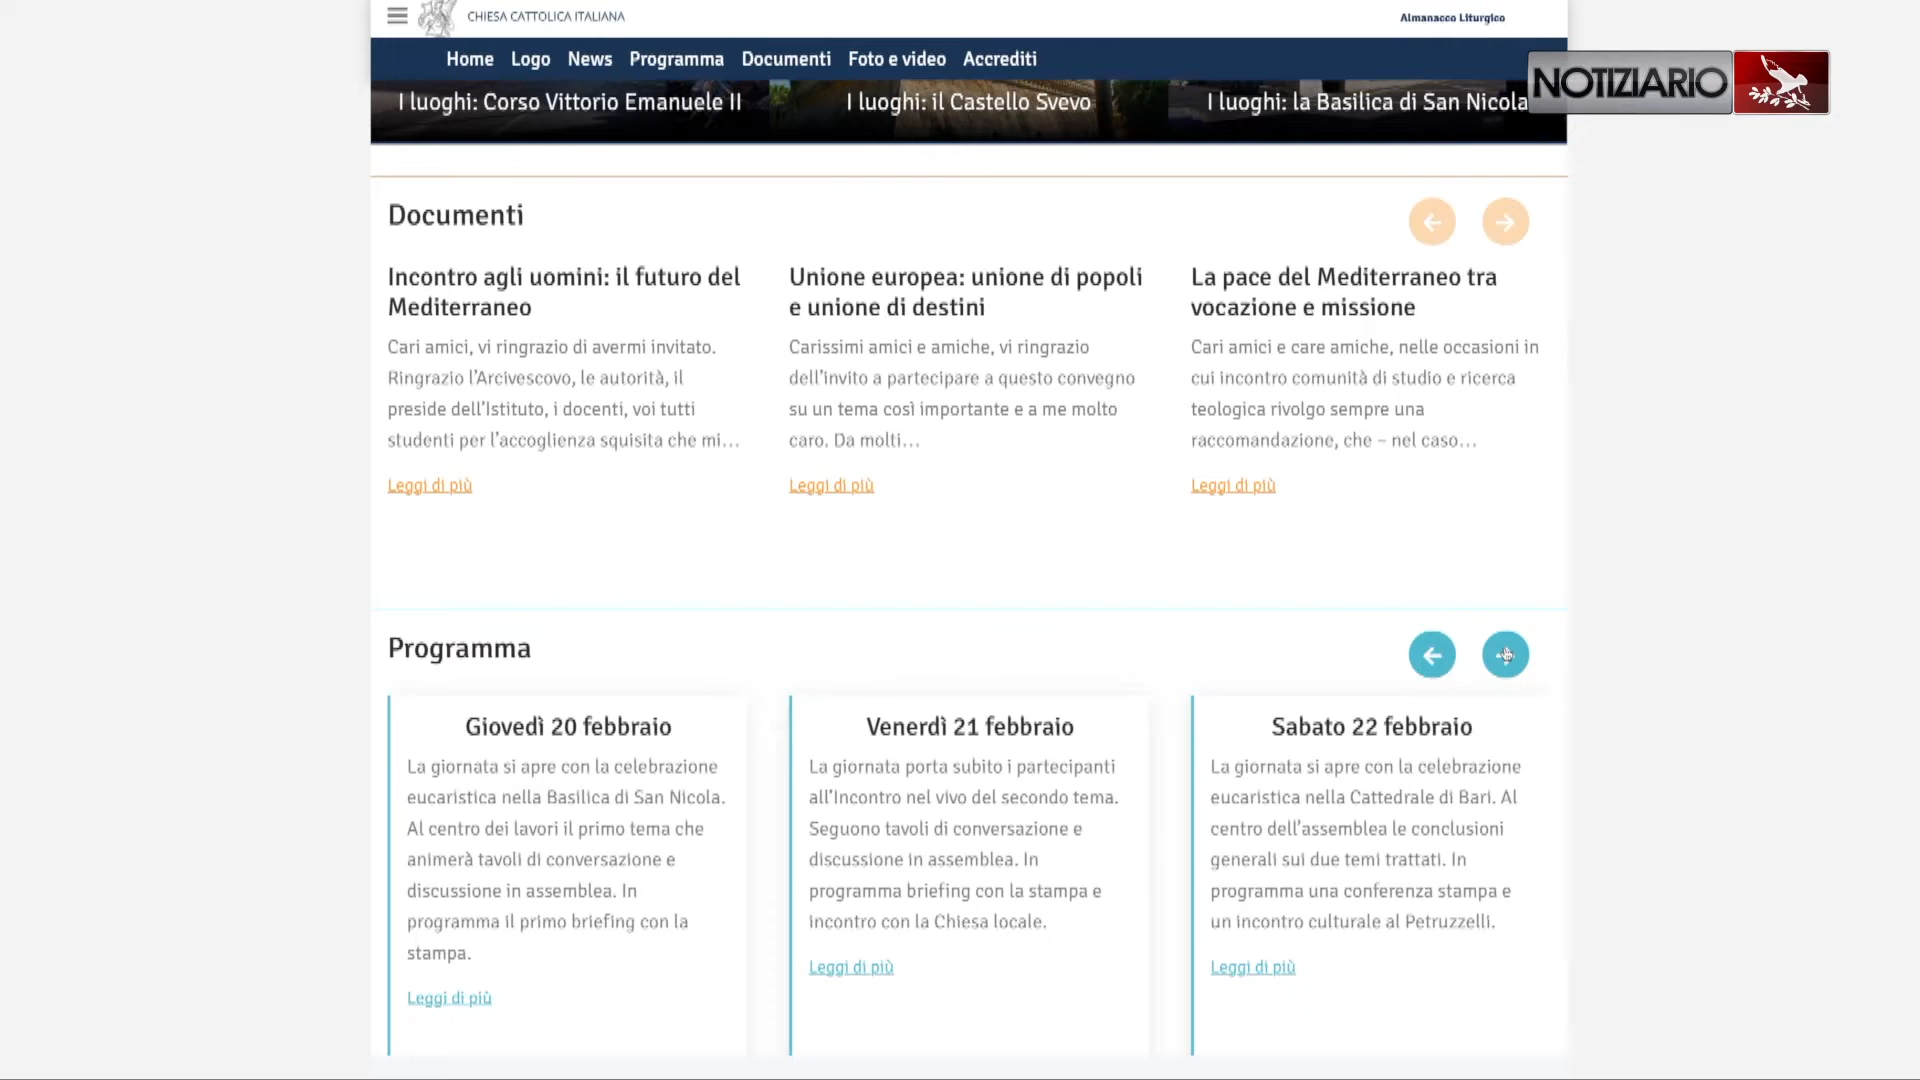 CHIESA CATTOLICA ITALIANA
Almanacco Liturgico
Home Logo News Programma Documenti Foto e video Accrediti
NOTIZIARIO
I luoghi: Corso Vittorio Emanuele II
I luoghi: il Castello Svevo
I luoghi: la Basilica di San Nicola
Documenti
Incontro agli uomini: il futuro del
Mediterraneo
Cari amici, vi ringrazio di avermi invitato.
Ringrazio l'Arcivescovo, le autorità, il
preside dell'Istituto, i docenti, voi tutti
studenti per l'accoglienza squisita che mi...
Leggi di più
Unione europea: unione di popoli
e unione di destini
Carissimi amici e amiche, vi ringrazio
dell'invito a partecipare a questo convegno
su un tema così importante e a me molto
caro. Da molti...
Leggi di più
La pace del Mediterraneo tra
vocazione e missione
Cari amici e care amiche, nelle occasioni in
cui incontro comunità di studio e ricerca
teologica rivolgo sempre una
raccomandazione, che – nel caso...
Leggi di più
Programma
Giovedì 20 febbraio
La giornata si apre con la celebrazione
eucaristica nella Basilica di San Nicola.
Al centro dei lavori il primo tema che
animerà tavoli di conversazione e
discussione in assemblea. In
programma il primo briefing con la
stampa.
Leggi di più
Venerdì 21 febbraio
La giornata porta subito i partecipanti
all'Incontro nel vivo del secondo tema.
Seguono tavoli di conversazione e
discussione in assemblea. In
programma briefing con la stampa e
incontro con la Chiesa locale.
Leggi di più
Sabato 22 febbraio
La giornata si apre con la celebrazione
eucaristica nella Cattedrale di Bari. Al
centro dell'assemblea le conclusioni
generali sui due temi trattati. In
programma una conferenza stampa e
un incontro culturale al Petruzzelli.
Leggi di più